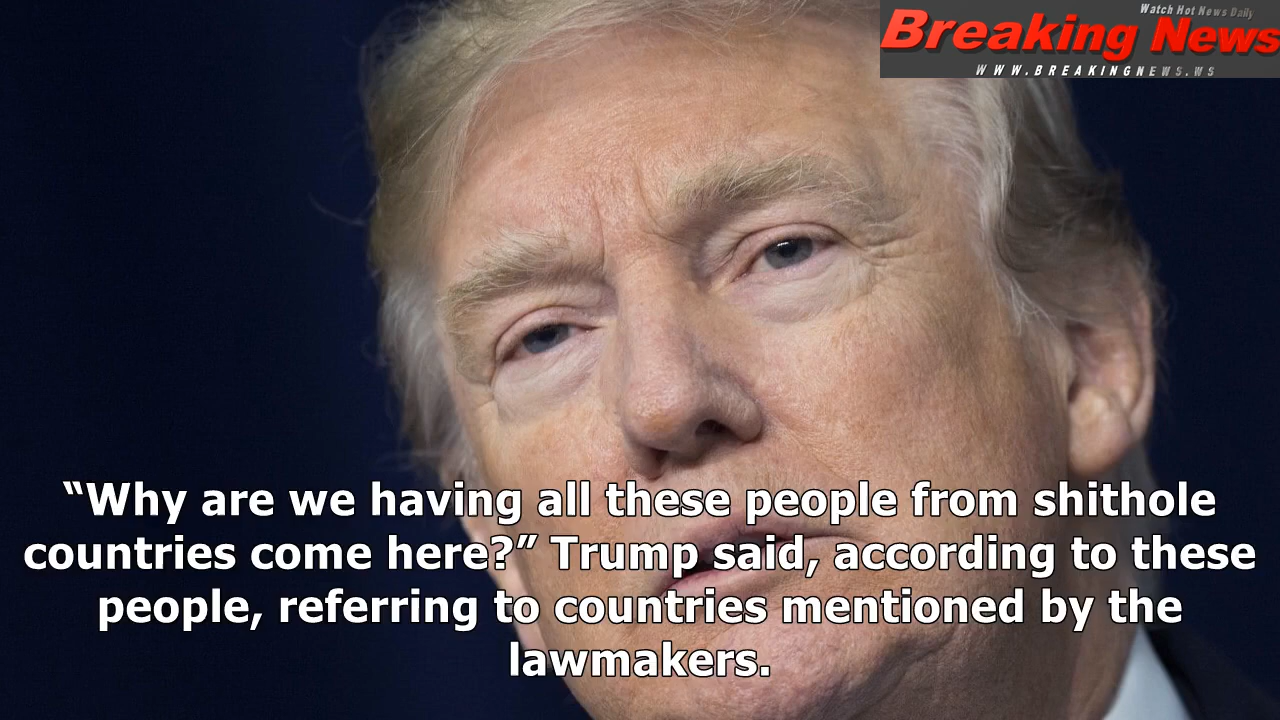 Watch Hot News Daily
Breaking News
WWW.BREAKINGNEWS.WS
“Why are we having all these people from shithole
countries come here?” Trump said, according to these
people, referring to countries mentioned by the
lawmakers.